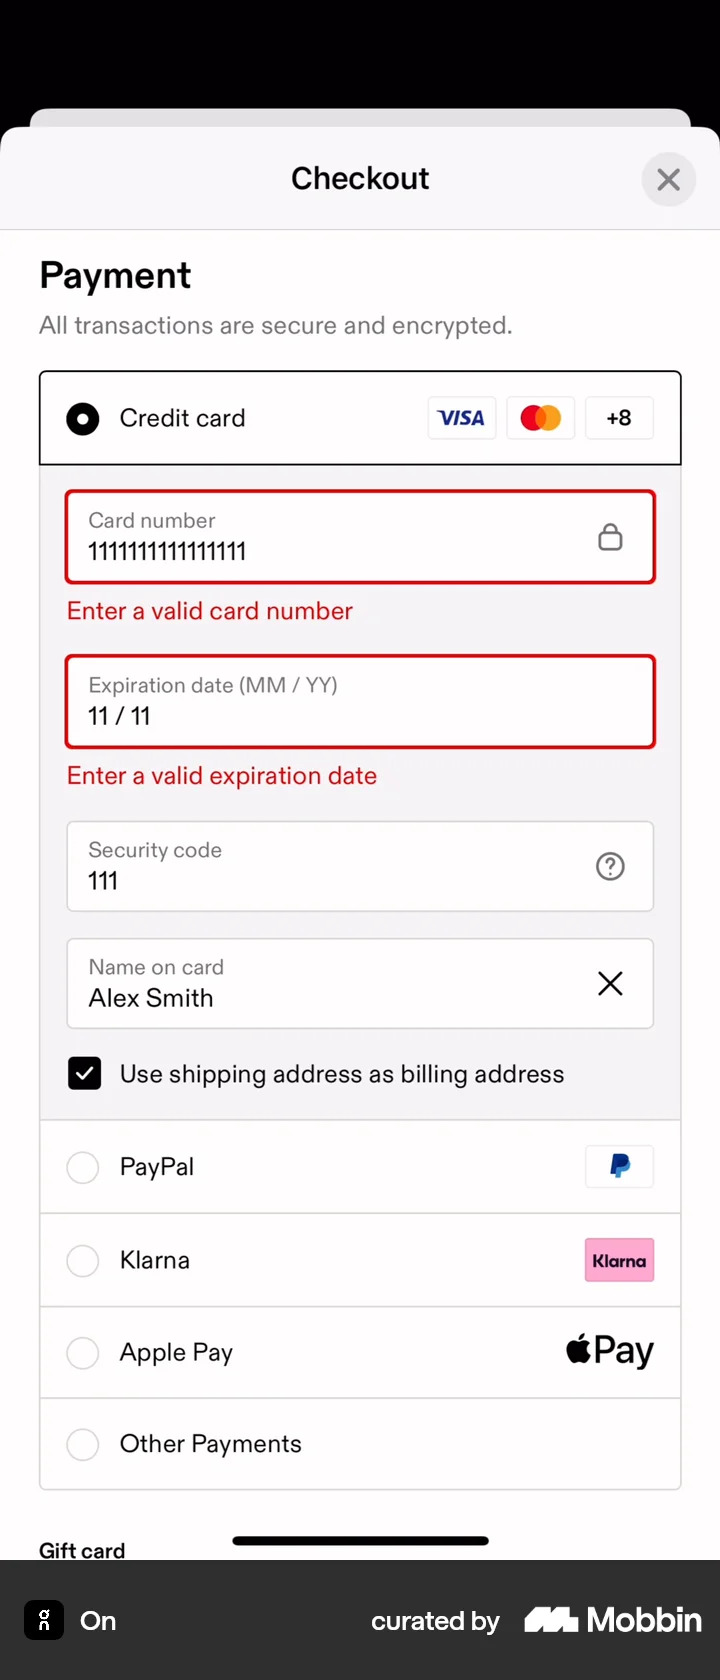 Checkout
Payment
All transactions are secure and encrypted.
Credit card
VISA
+8
Card number
1111111111111111
Enter a valid card number
Expiration date (MM / YY)
11 / 11
Enter a valid expiration date
Security code
111
Name on card
Alex Smith
Use shipping address as billing address
PayPal
Klarna
Klarna
Apple Pay
Pay
Other Payments
Gift card
On
curated by Mobbin